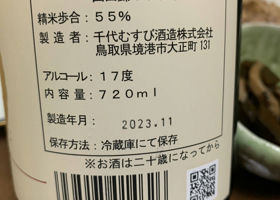 精米歩合：５５％
製造者：千代むすび酒造株式会社
鳥取県境港市大正町131
アルコール：１７度
内容量：７２０ｍｌ
製造年月： 2023.11
保存方法：冷蔵庫にて保存
※お酒は二十歳になってから